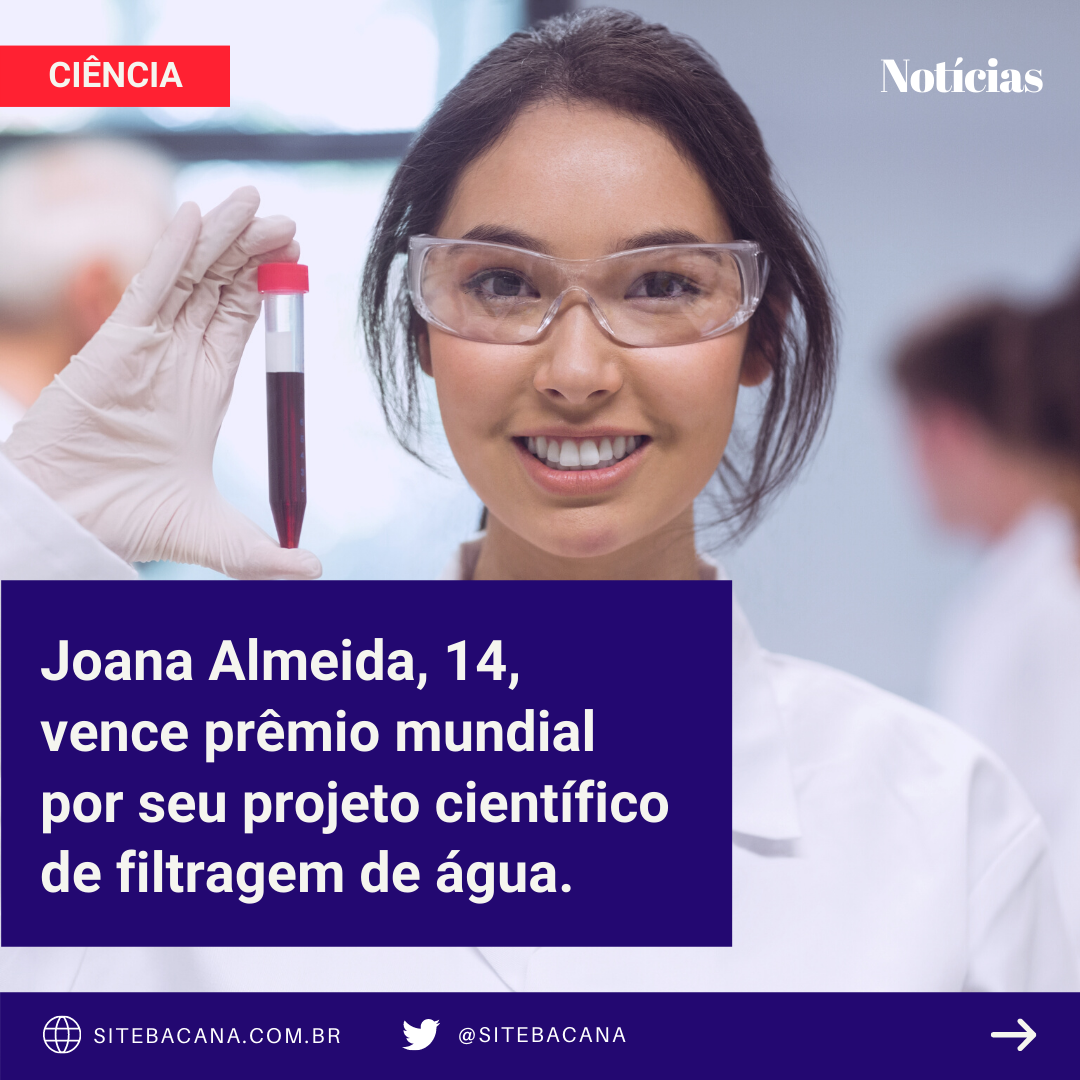 CIÊNCIA
Notícias
Joana Almeida, 14,
vence prêmio mundial
por seu projeto científico
de filtragem de água.
SITEBACANA.COM.BR
@SITEBACANA